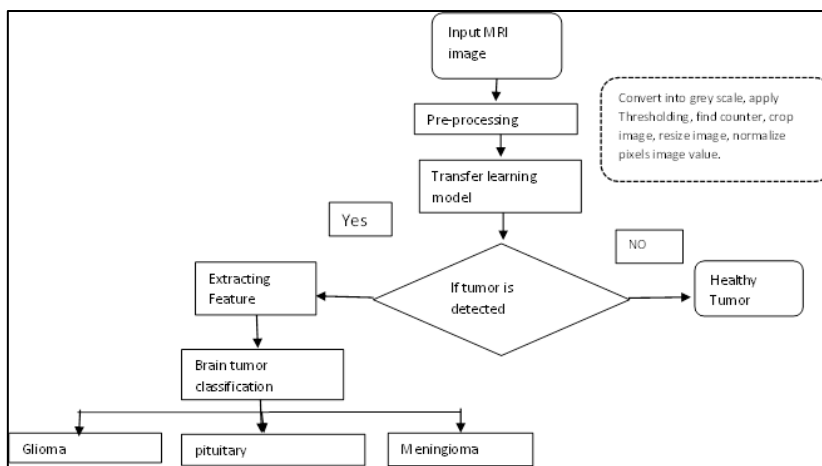 Input MRI
image
Convert into grey scale, apply
Thresholding, find counter, crop
image, resize image, normalize
pixels image value.
Pre-processing
Transfer learning
model
Yes
NO
If tumor is
detected
Extracting
Feature
Healthy
Tumor
Brain tumor
classification
Glioma
pituitary
Meningioma